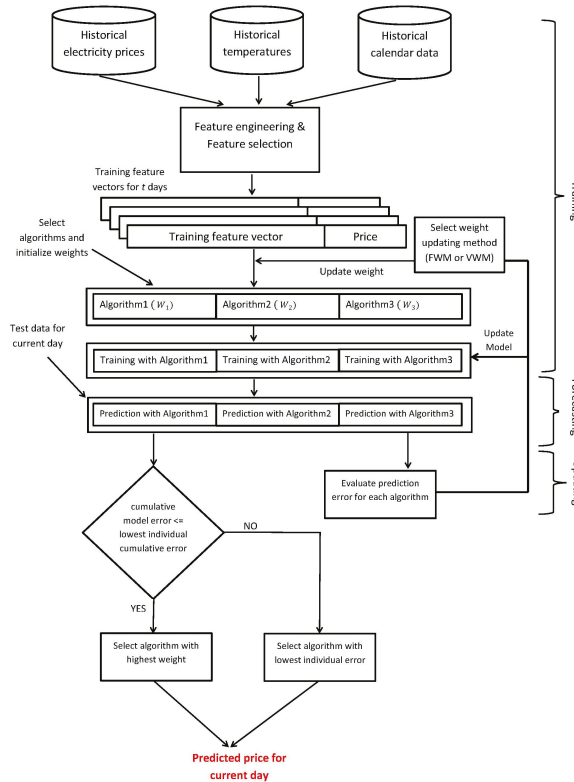 Historical
electricity prices
Historical
temperatures
Historical
calendar data
Feature engineering &
Feature selection
Training feature
vectors for t days
Select
algorithms and
initialize weights
Training feature vector
Price
Select weight
updating method
(FWM or VWM)
Update weight
Algorithm1 (W₁)
Algorithm2 (W₂)
Algorithm3 (W₃)
Test data for
current day
Update
Model
Training with Algorithm1
Training with Algorithm2
Training with Algorithm3
Prediction with Algorithm1
Prediction with Algorithm2
Prediction with Algorithm3
Evaluate prediction
error for each algorithm
cumulative
model error <=
lowest individual
cumulative error
NO
YES
Select algorithm with
highest weight
Select algorithm with
lowest individual error
Predicted price for
current day